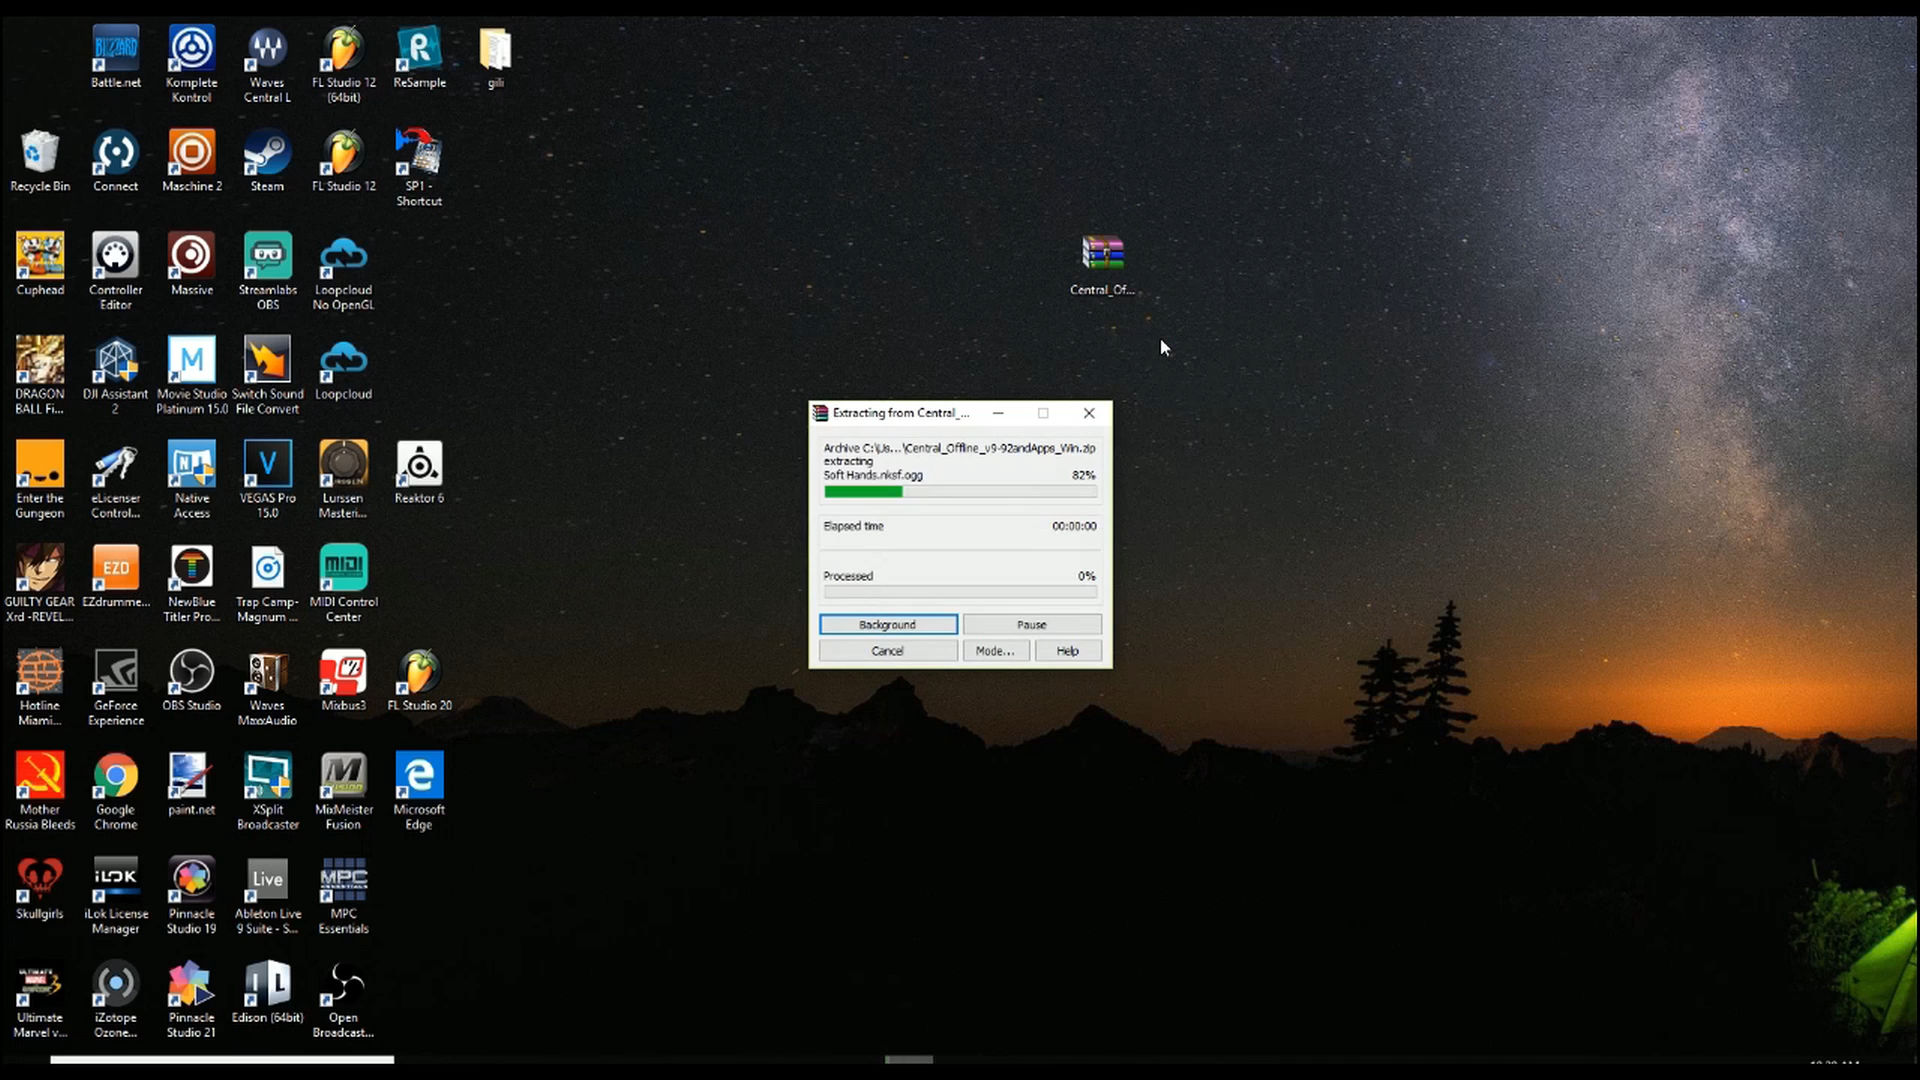 Battle.net
Komplete
Kontrol
Waves
Central L
FL Studio 12
(64bit)
ReSample
gili
Recycle Bin
Connect
Maschine 2
Steam
FL Studio 12
SP1 -
Shortcut
Cuphead
Controller
Editor
Massive
Streamlabs
OBS
Loopcloud
No OpenGL
Central_Of...
DRAGON
BALL Fi...
DJI Assistant
2
Movie Studio
Platinum 15.0
Switch Sound
File Convert
Loopcloud
Extracting from Central_...
Archive C:\Us...\Central_Offline_v9-92andApps_Win.zip
extracting
Soft Hands.nksf.ogg 82%
Elapsed time 00:00:00
Processed 0%
Background
Pause
Cancel
Mode...
Help
Enter the
Gungeon
eLicenser
Control...
Native
Access
VEGAS Pro
15.0
Lurssen
Masteri...
Reaktor 6
GUILTY GEAR
Xrd -REVEL...
EZD
EZdrumme...
NewBlue
Titler Pro...
Trap Camp-
Magnum ...
MIDI
MIDI Control
Center
Hotline
Miami...
GeForce
Experience
OBS Studio
Waves
MaxxAudio
Mixbus3
FL Studio 20
Mother
Russia Bleeds
Google
Chrome
paint.net
XSplit
Broadcaster
MixMeister
Fusion
Microsoft
Edge
Skullgirls
iLOK
iLok License
Manager
Pinnacle
Studio 19
Live
Ableton Live
9 Suite - S...
MPC
MPC
Essentials
Ultimate
Marvel v...
iZotope
Ozone...
Pinnacle
Studio 21
Edison (64bit)
Open
Broadcast...